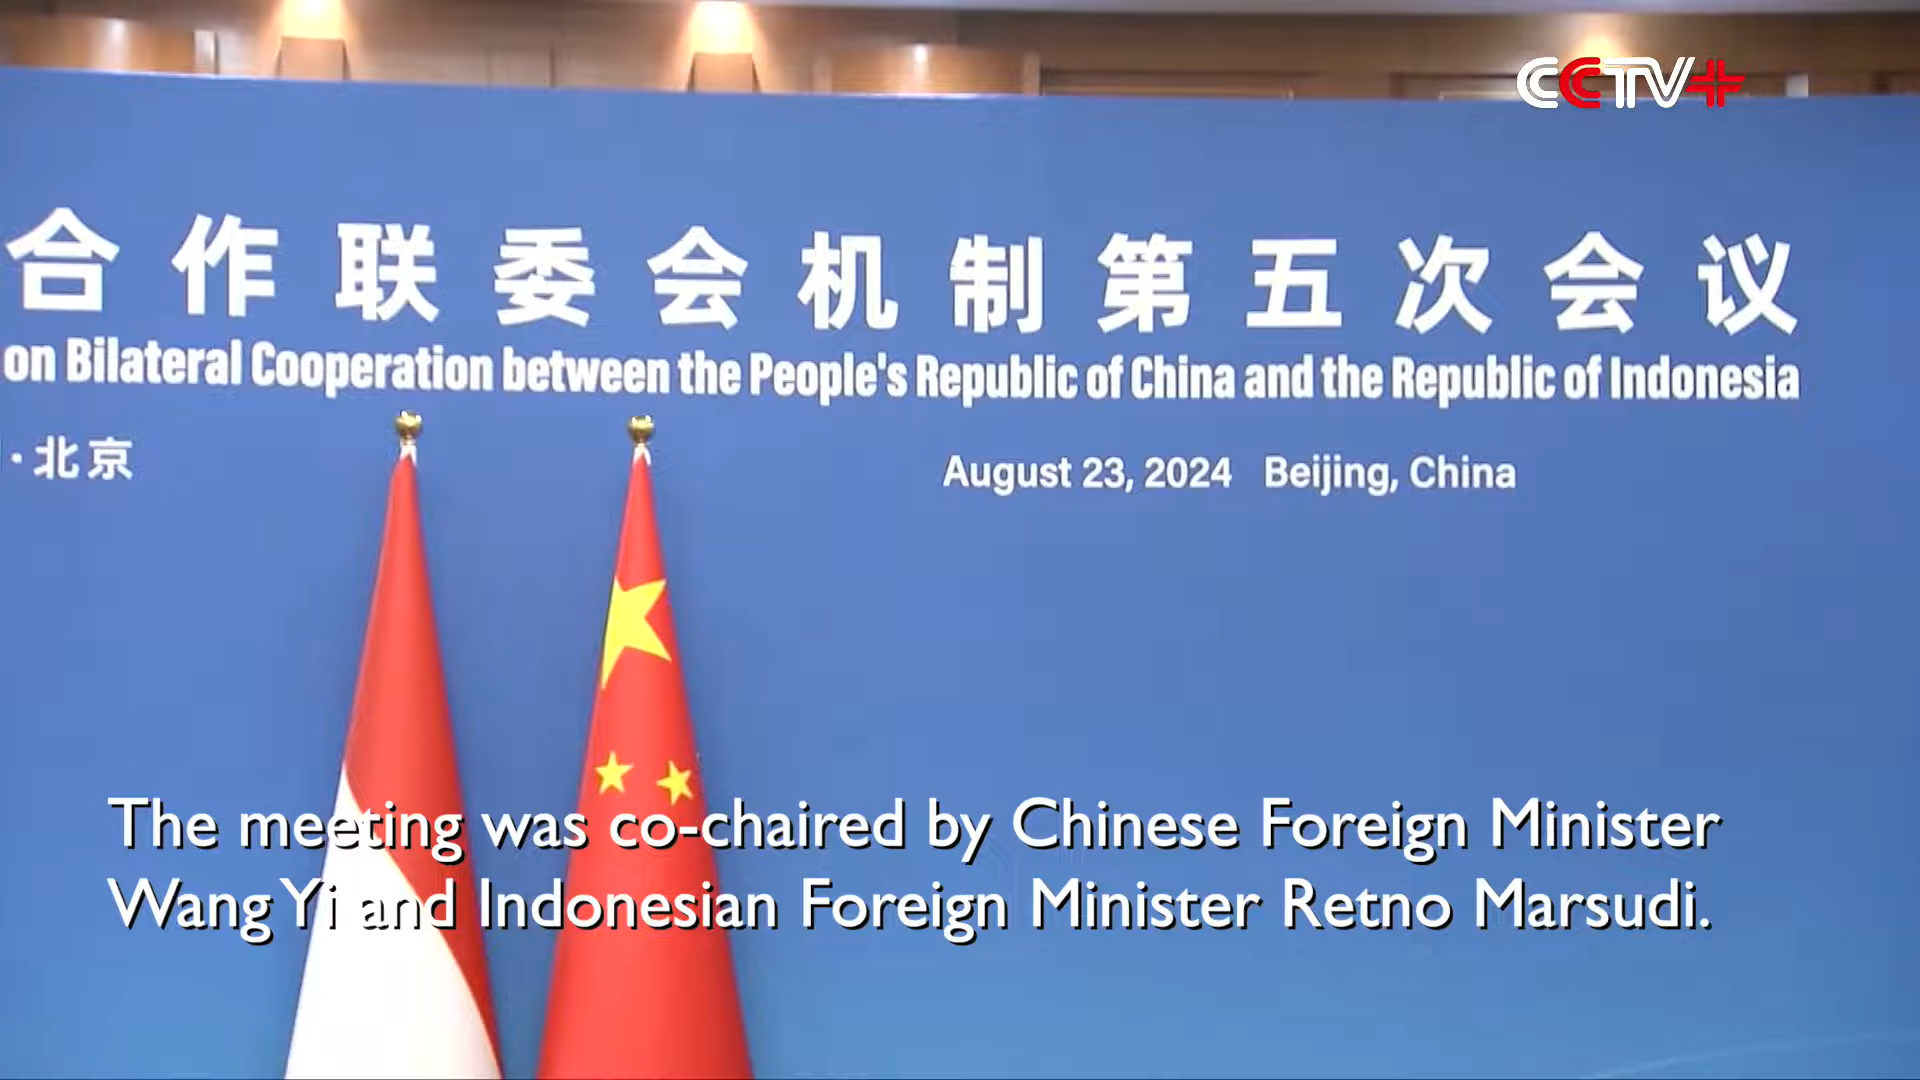 CCTV+
合作联委会机制第五次会议
on Bilateral Cooperation between the People's Republic of China and the Republic of Indonesia
·北京
August 23, 2024 Beijing, China
The meeting was co-chaired by Chinese Foreign Minister
Wang Yi and Indonesian Foreign Minister Retno Marsudi.